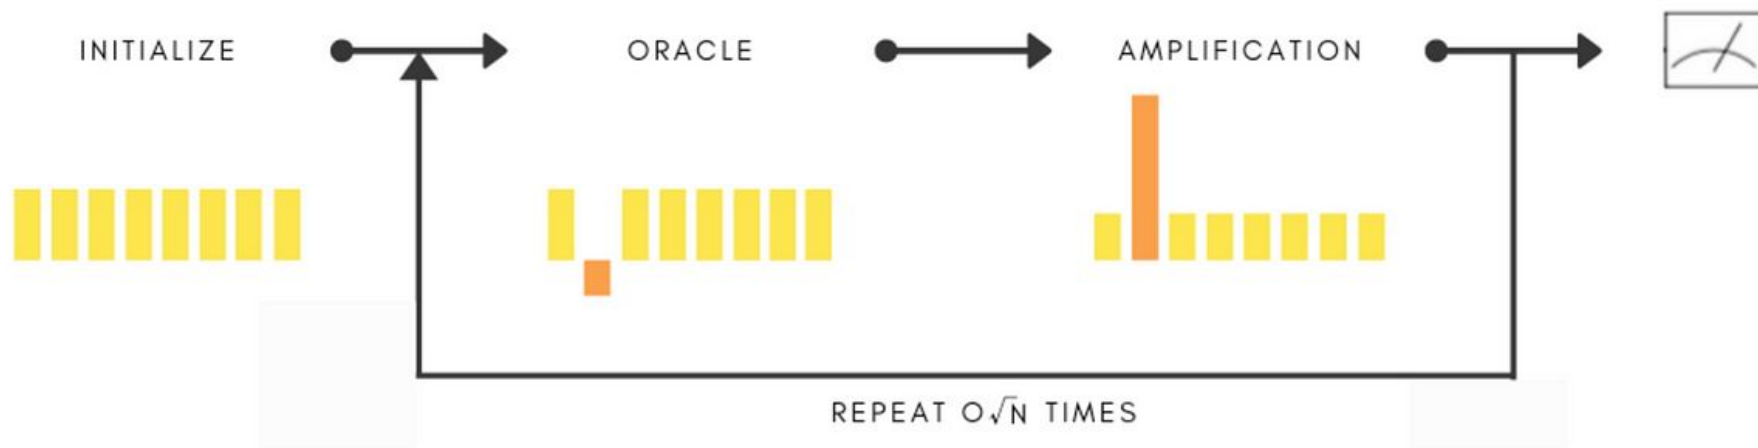 INITIALIZE
ORACLE
AMPLIFICATION
REPEAT O√N TIMES